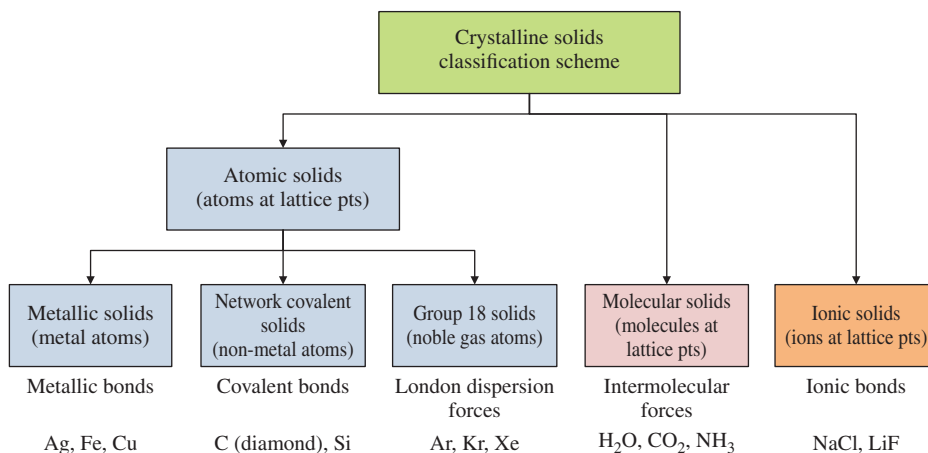 Crystalline solids
classification scheme
Atomic solids
(atoms at lattice pts)
Metallic solids
(metal atoms)
Network covalent
solids
(non-metal atoms)
Group 18 solids
(noble gas atoms)
Molecular solids
(molecules at
lattice pts)
Ionic solids
(ions at lattice pts)
Metallic bonds
Covalent bonds
London dispersion
forces
Intermolecular
forces
Ionic bonds
Ag, Fe, Cu
C (diamond), Si
Ar, Kr, Xe
H₂O, CO₂, NH₃
NaCl, LiF